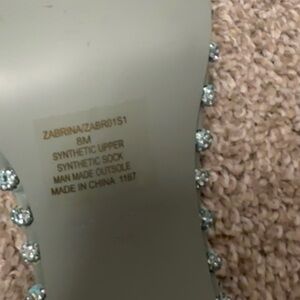 ZABRINA/ZABR01S1
8M
SYNTHETIC UPPER
SYNTHETIC SOCK
MAN MADE OUTSOLE
MADE IN CHINA 1187